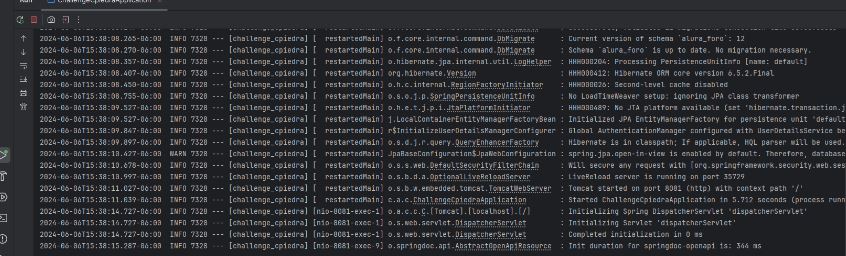 Run ChallengeCpiedraApplication
2024-06-06T15:38:08.265-06:00 INFO 7328 --- [challenge_cpiedra] [ restartedMain] o.f.core.internal.command.DbMigrate : Current version of schema `alura_foro`: 12
2024-06-06T15:38:08.270-06:00 INFO 7328 --- [challenge_cpiedra] [ restartedMain] o.f.core.internal.command.DbMigrate : Schema `alura_foro` is up to date. No migration necessary.
2024-06-06T15:38:08.360-06:00 INFO 7328 --- [challenge_cpiedra] [ restartedMain] o.hibernate.jpa.internal.util.LogHelper : HHH000204: Processing PersistenceUnitInfo [name: default]
2024-06-06T15:38:08.407-06:00 INFO 7328 --- [challenge_cpiedra] [ restartedMain] org.hibernate.Version : HHH000412: Hibernate ORM core version 6.5.2.Final
2024-06-06T15:38:08.450-06:00 INFO 7328 --- [challenge_cpiedra] [ restartedMain] o.h.c.internal.RegionFactoryInitiator : HHH000026: Second-level cache disabled
2024-06-06T15:38:08.755-06:00 INFO 7328 --- [challenge_cpiedra] [ restartedMain] o.s.o.j.p.SpringPersistenceUnitInfo : No LoadTimeWeaver setup: ignoring JPA class transformer
2024-06-06T15:38:09.527-06:00 INFO 7328 --- [challenge_cpiedra] [ restartedMain] o.h.e.t.j.p.i.JtaPlatformInitiator : HHH000489: No JTA platform available (set 'hibernate.transaction.j
2024-06-06T15:38:09.527-06:00 INFO 7328 --- [challenge_cpiedra] [ restartedMain] j.LocalContainerEntityManagerFactoryBean : Initialized JPA EntityManagerFactory for persistence unit 'default
2024-06-06T15:38:09.847-06:00 INFO 7328 --- [challenge_cpiedra] [ restartedMain] r$InitializeUserDetailsManagerConfigurer : Global AuthenticationManager configured with UserDetailsService be
2024-06-06T15:38:09.997-06:00 INFO 7328 --- [challenge_cpiedra] [ restartedMain] o.s.d.j.r.query.QueryEnhancerFactory : Hibernate is in classpath; If applicable, HQL parser will be used.
2024-06-06T15:38:10.427-06:00 WARN 7328 --- [challenge_cpiedra] [ restartedMain] JpaBaseConfiguration$JpaWebConfiguration : spring.jpa.open-in-view is enabled by default. Therefore, database
2024-06-06T15:38:10.678-06:00 INFO 7328 --- [challenge_cpiedra] [ restartedMain] o.s.s.web.DefaultSecurityFilterChain : Will secure any request with [org.springframework.security.web.ses
2024-06-06T15:38:10.997-06:00 INFO 7328 --- [challenge_cpiedra] [ restartedMain] o.s.b.d.a.OptionalLiveReloadServer : LiveReload server is running on port 35729
2024-06-06T15:38:11.027-06:00 INFO 7328 --- [challenge_cpiedra] [ restartedMain] o.s.b.w.embedded.tomcat.TomcatWebServer : Tomcat started on port 8081 (http) with context path '/'
2024-06-06T15:38:11.039-06:00 INFO 7328 --- [challenge_cpiedra] [ restartedMain] c.a.c.ChallengeCpiedraApplication : Started ChallengeCpiedraApplication in 5.712 seconds (process runn
2024-06-06T15:38:14.727-06:00 INFO 7328 --- [challenge_cpiedra] [nio-8081-exec-1] o.a.c.c.C.[Tomcat].[localhost].[/] : Initializing Spring DispatcherServlet 'dispatcherServlet'
2024-06-06T15:38:14.727-06:00 INFO 7328 --- [challenge_cpiedra] [nio-8081-exec-1] o.s.web.servlet.DispatcherServlet : Initializing Servlet 'dispatcherServlet'
2024-06-06T15:38:14.727-06:00 INFO 7328 --- [challenge_cpiedra] [nio-8081-exec-1] o.s.web.servlet.DispatcherServlet : Completed initialization in 0 ms
2024-06-06T15:38:15.287-06:00 INFO 7328 --- [challenge_cpiedra] [nio-8081-exec-9] o.springdoc.api.AbstractOpenApiResource : Init duration for springdoc-openapi is: 344 ms